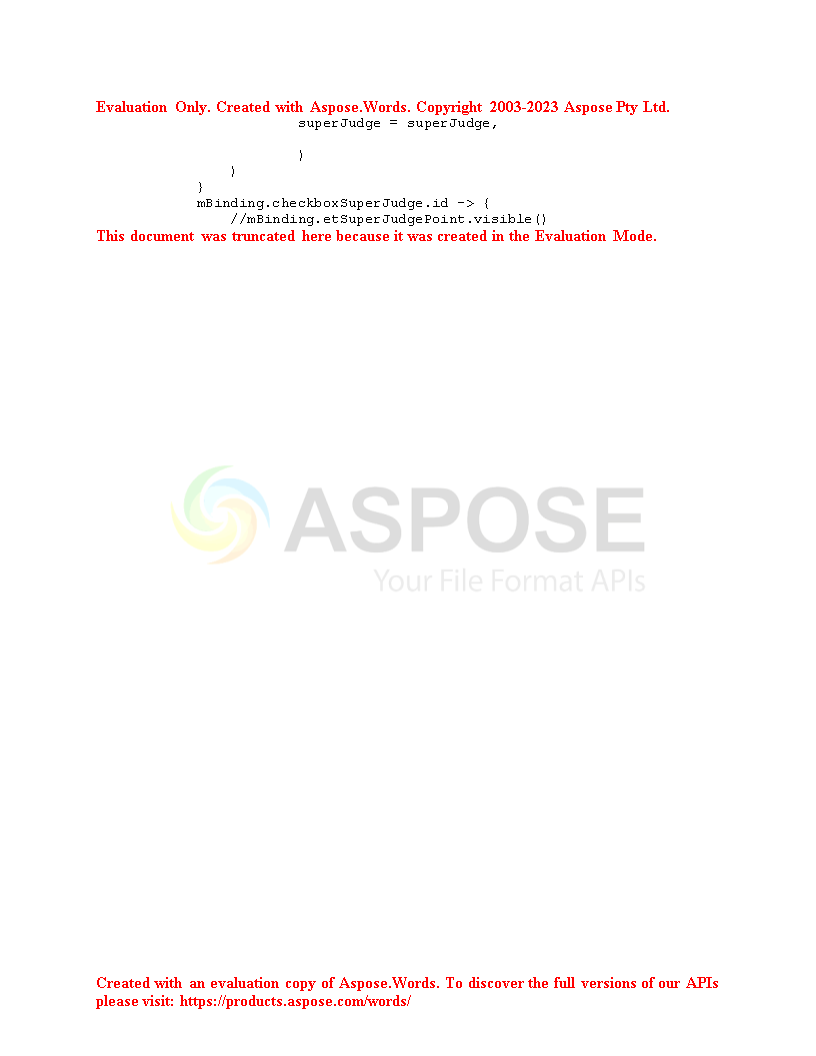 Evaluation Only. Created with Aspose.Words. Copyright 2003-2023 Aspose Pty Ltd.
superJudge = superJudge,
)
)
}
mBinding.checkboxSuperJudge.id -> {
//mBinding.etSuperJudgePoint.visible()
This document was truncated here because it was created in the Evaluation Mode.
ASPOSE
Your File Format APIs
Created with an evaluation copy of Aspose.Words. To discover the full versions of our APIs
please visit: https://products.aspose.com/words/